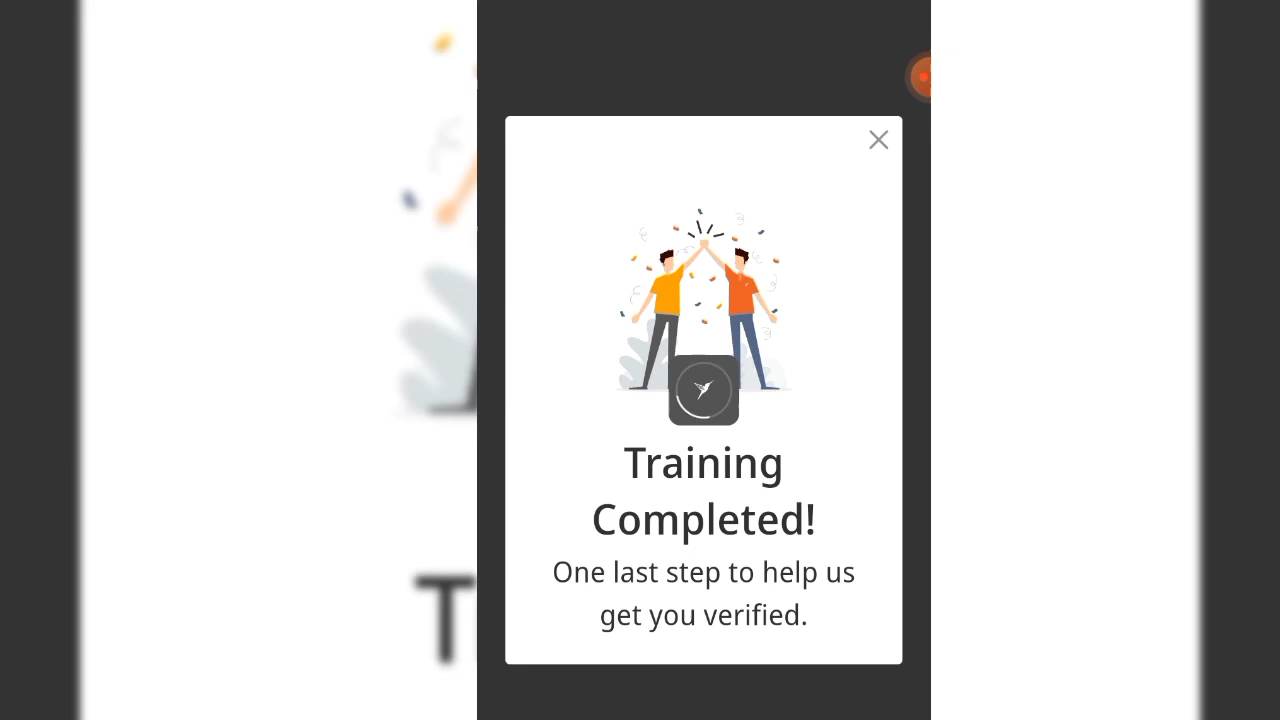 Training
Completed!
One last step to help us
get you verified.
T